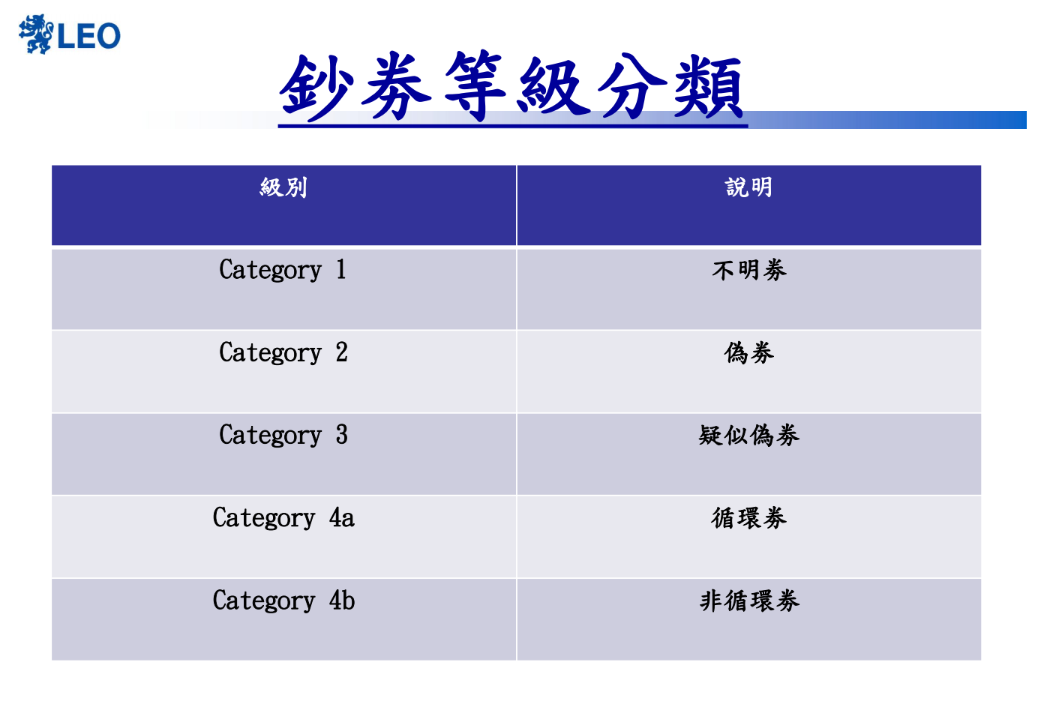 LEO
鈔券等級分類
級別 說明
Category 1 不明券
Category 2 偽券
Category 3 疑似偽券
Category 4a 循環券
Category 4b 非循環券